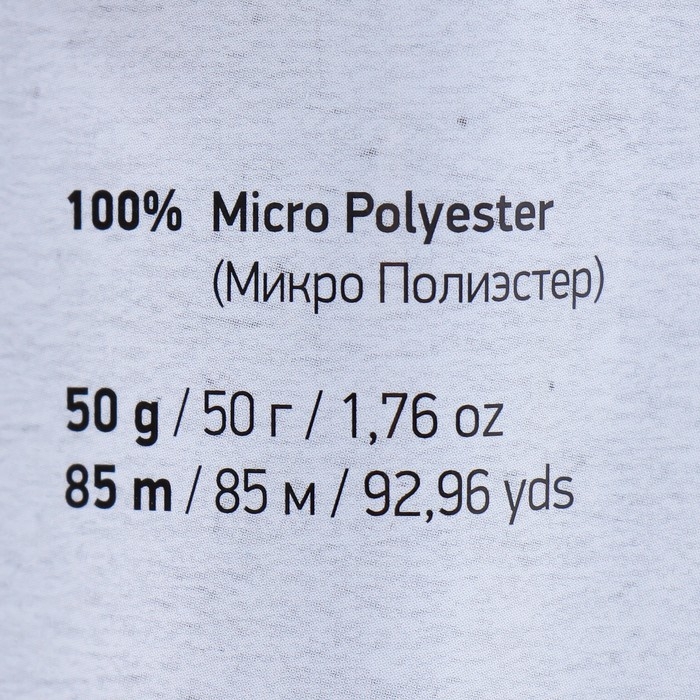 100% Micro Polyester
(Микро Полиэстер)
50 g / 50 г / 1,76 oz
85 m / 85 м / 92,96 yds